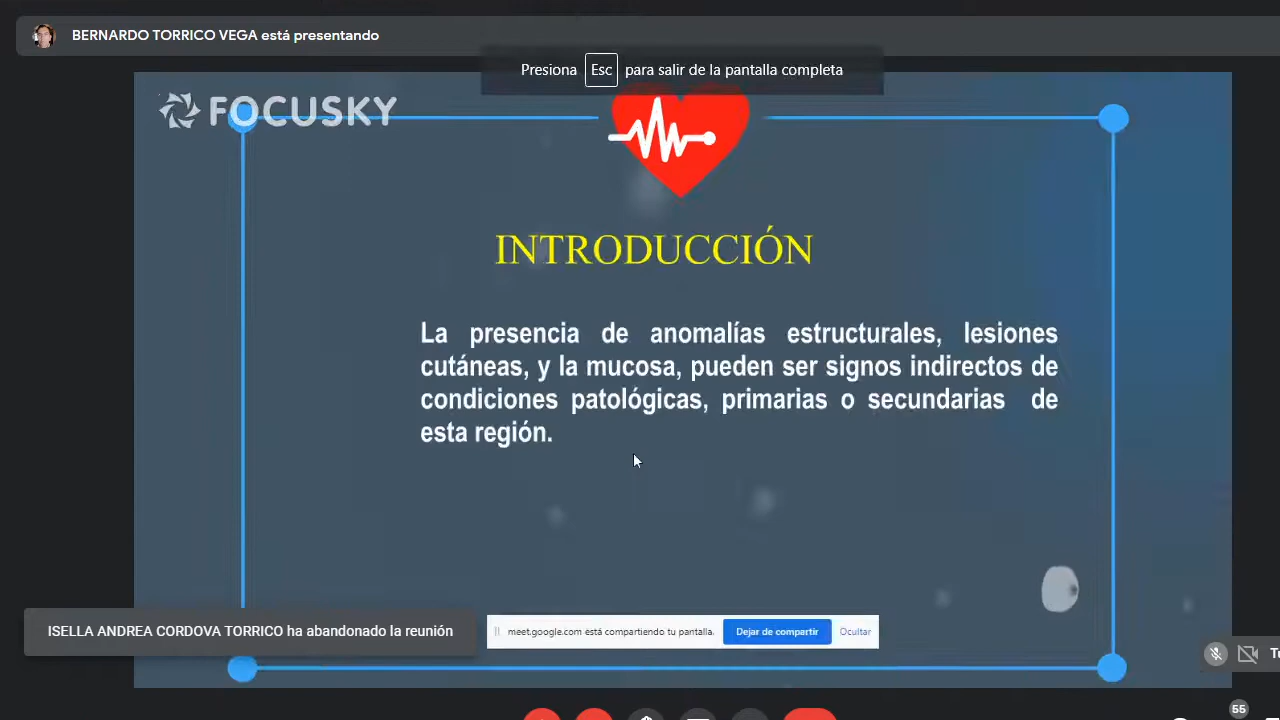 BERNARDO TORRICO VEGA está presentando
Presiona Esc para salir de la pantalla completa
FOCUSKY
INTRODUCCIÓN
La presencia de anomalías estructurales, lesiones
cutáneas, y la mucosa, pueden ser signos indirectos de
condiciones patológicas, primarias o secundarias de
esta región.
ISELLA ANDREA CORDOVA TORRICO ha abandonado la reunión
meet.google.com está compartiendo tu pantalla. Dejar de compartir Ocultar
55